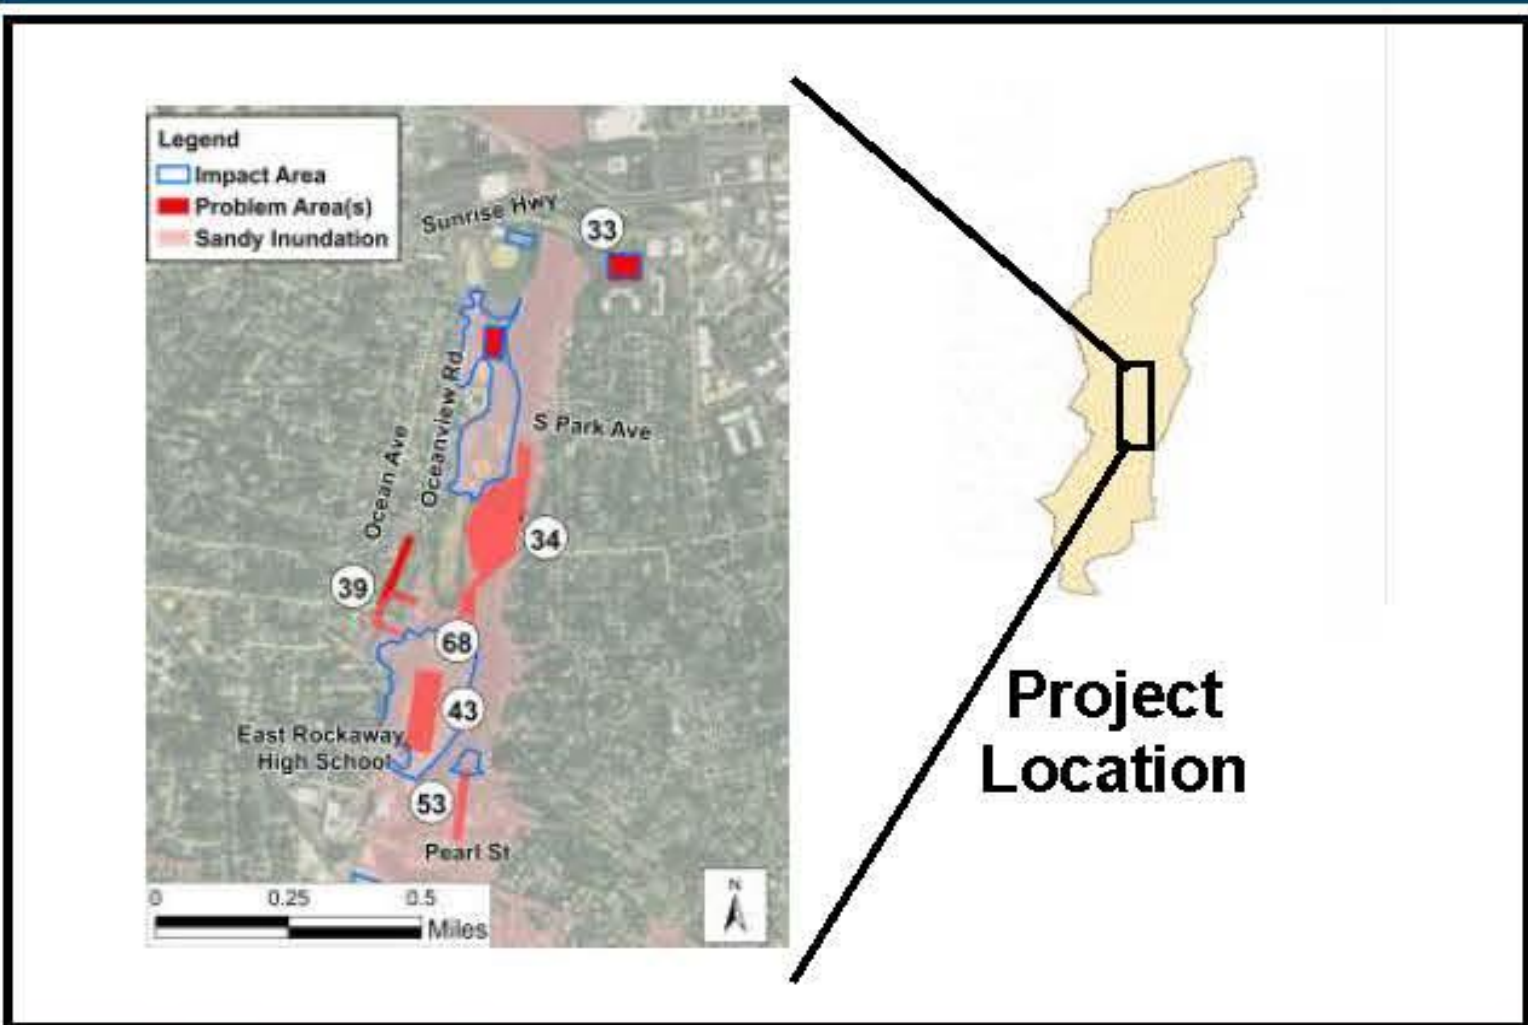 Legend
Impact Area
Problem Area(s)
Sandy Inundation
Sunrise Hwy
33
Oceanview Rd
S Park Ave
Ocean Ave
34
39
68
43
East Rockaway
High School
53
Pearl St
0 0.25 0.5
Miles
N
Project
Location